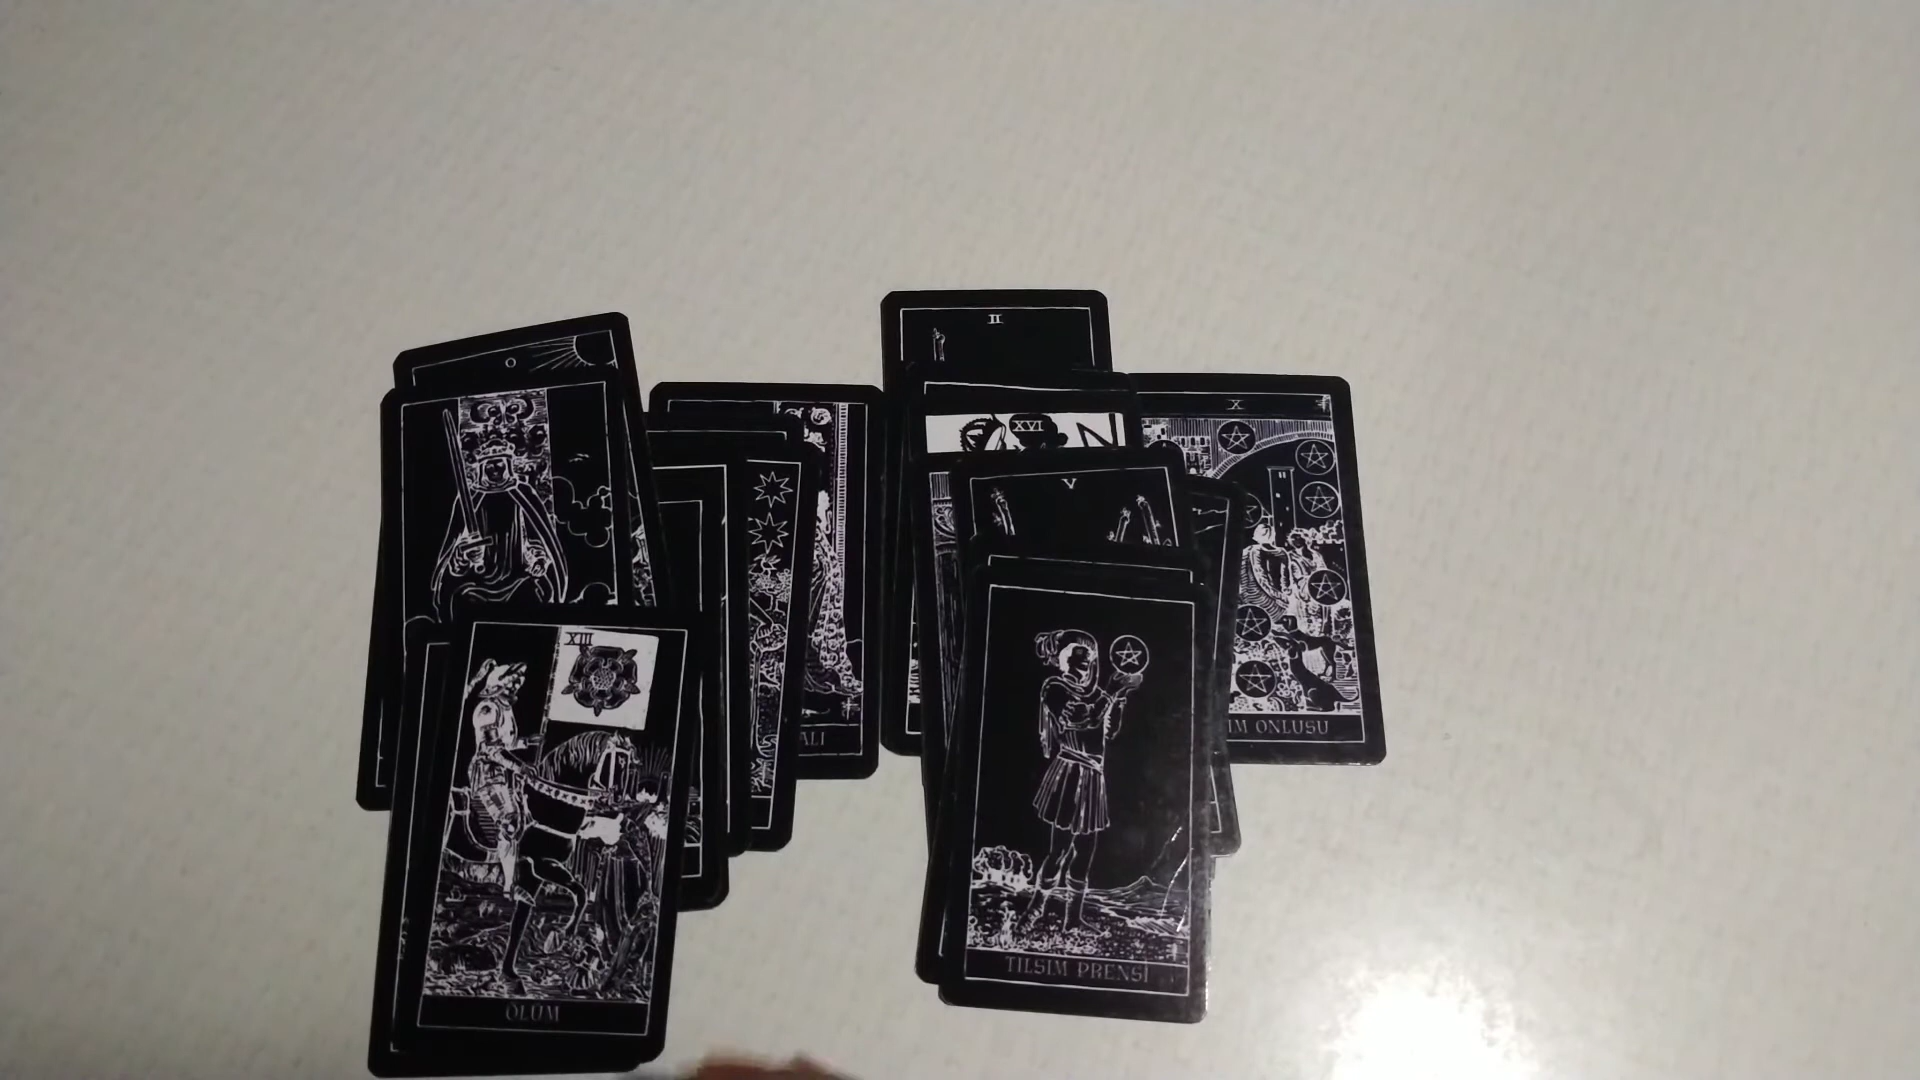 O
II
X
XVI
V
XIII
IM ONLUSU
ALI
TILSIM PRENSİ
ÖLÜM